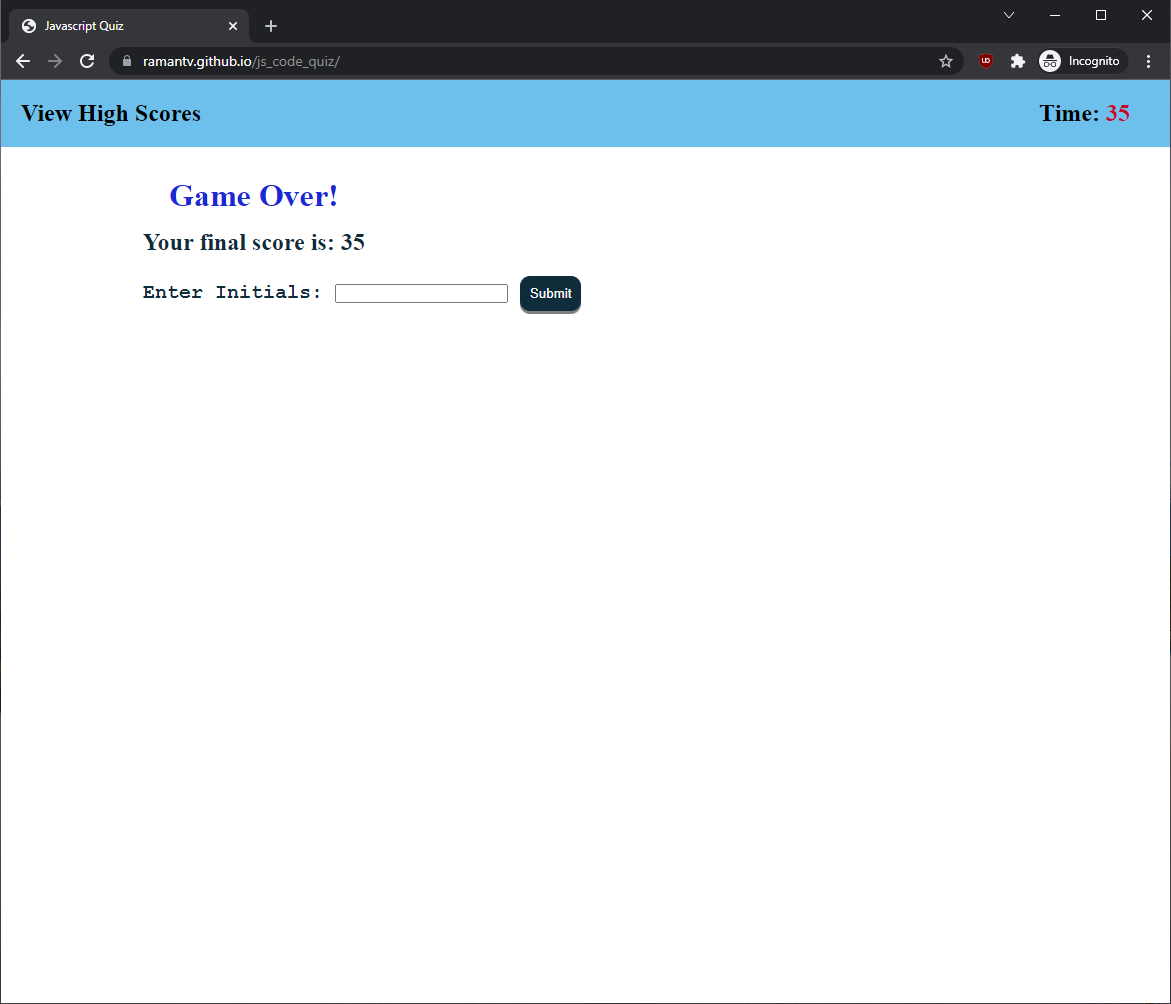 Javascript Quiz
ramantv.github.io/js_code_quiz/
Incognito
View High Scores
Time: 35
Game Over!
Your final score is: 35
Enter Initials:
Submit